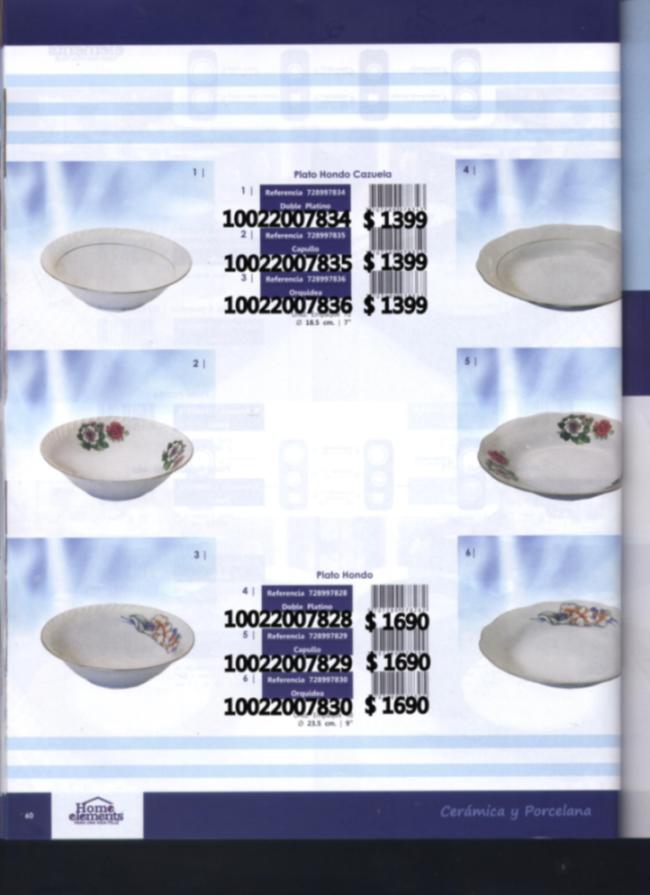 1 |
Plato Hondo Cazuela
4 |
1 |
Referencia 728997834
Doble Platino
10022007834 $ 1399
2 |
Referencia 728997835
Capullo
10022007835 $ 1399
3 |
Referencia 728997836
Orquidea
10022007836 $ 1399
Ø 18.5 cm. | 7"
2 |
5 |
3 |
6 |
Plato Hondo
4 |
Referencia 728997828
Doble Platino
10022007828 $ 1690
5 |
Referencia 728997829
Capullo
10022007829 $ 1690
6 |
Referencia 728997830
Orquidea
10022007830 $ 1690
Ø 23.5 cm. | 9"
60
Home
elements
Cerámica y Porcelana